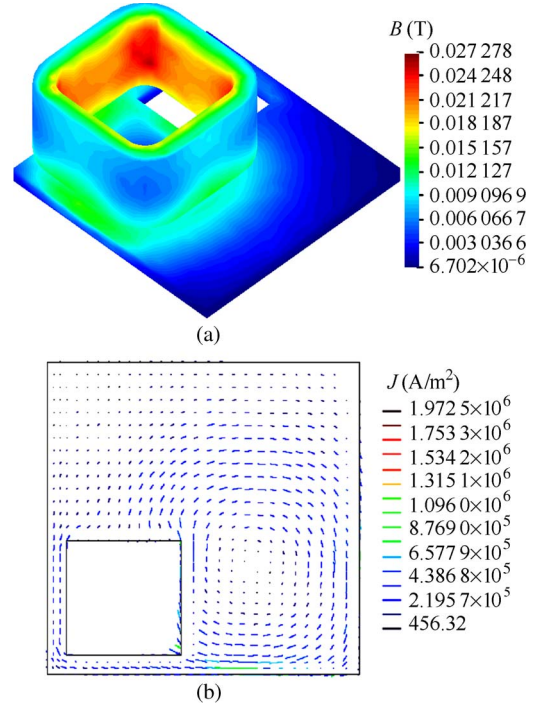 B (T)
0.027 278
0.024 248
0.021 217
0.018 187
0.015 157
0.012 127
0.009 096 9
0.006 066 7
0.003 036 6
6.702×10⁻⁶
(a)
J (A/m²)
1.972 5×10⁶
1.753 3×10⁶
1.534 2×10⁶
1.315 1×10⁶
1.096 0×10⁶
8.769 0×10⁵
6.577 9×10⁵
4.386 8×10⁵
2.195 7×10⁵
456.32
(b)